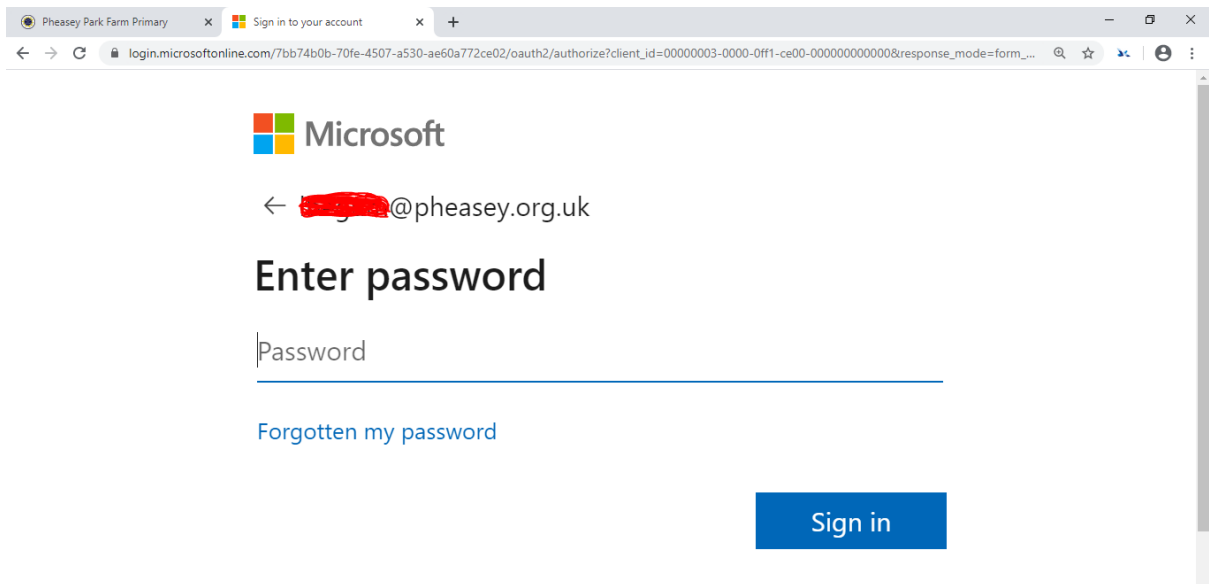 Pheasey Park Farm Primary
Sign in to your account
login.microsoftonline.com/7bb74b0b-70fe-4507-a530-ae60a772ce02/oauth2/authorize?client_id=00000003-0000-0ff1-ce00-000000000000&response_mode=form_...
Microsoft
@pheasey.org.uk
Enter password
Password
Forgotten my password
Sign in